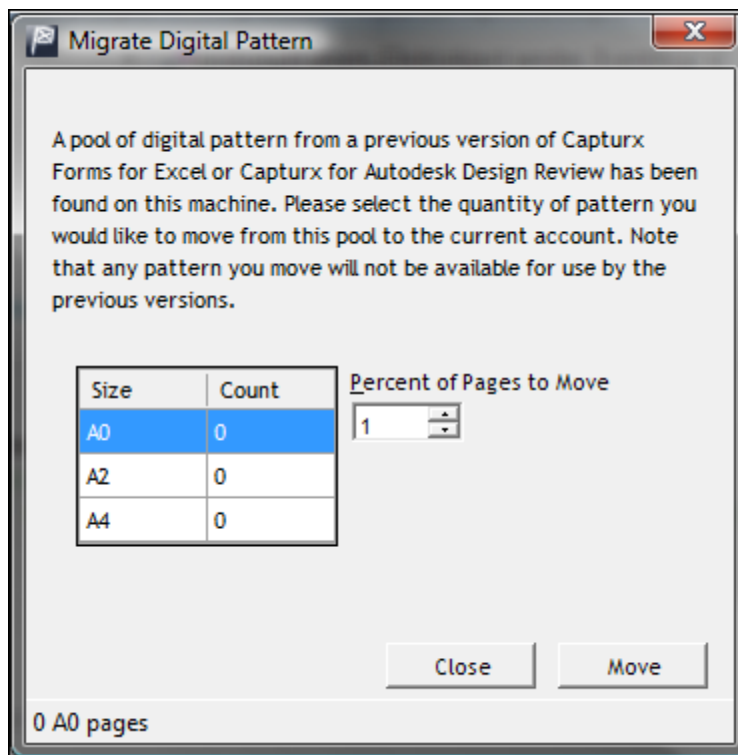 Migrate Digital Pattern
A pool of digital pattern from a previous version of Capturx
Forms for Excel or Capturx for Autodesk Design Review has been
found on this machine. Please select the quantity of pattern you
would like to move from this pool to the current account. Note
that any pattern you move will not be available for use by the
previous versions.
Size Count
A0 0
A2 0
A4 0
Percent of Pages to Move
1
Close Move
0 A0 pages